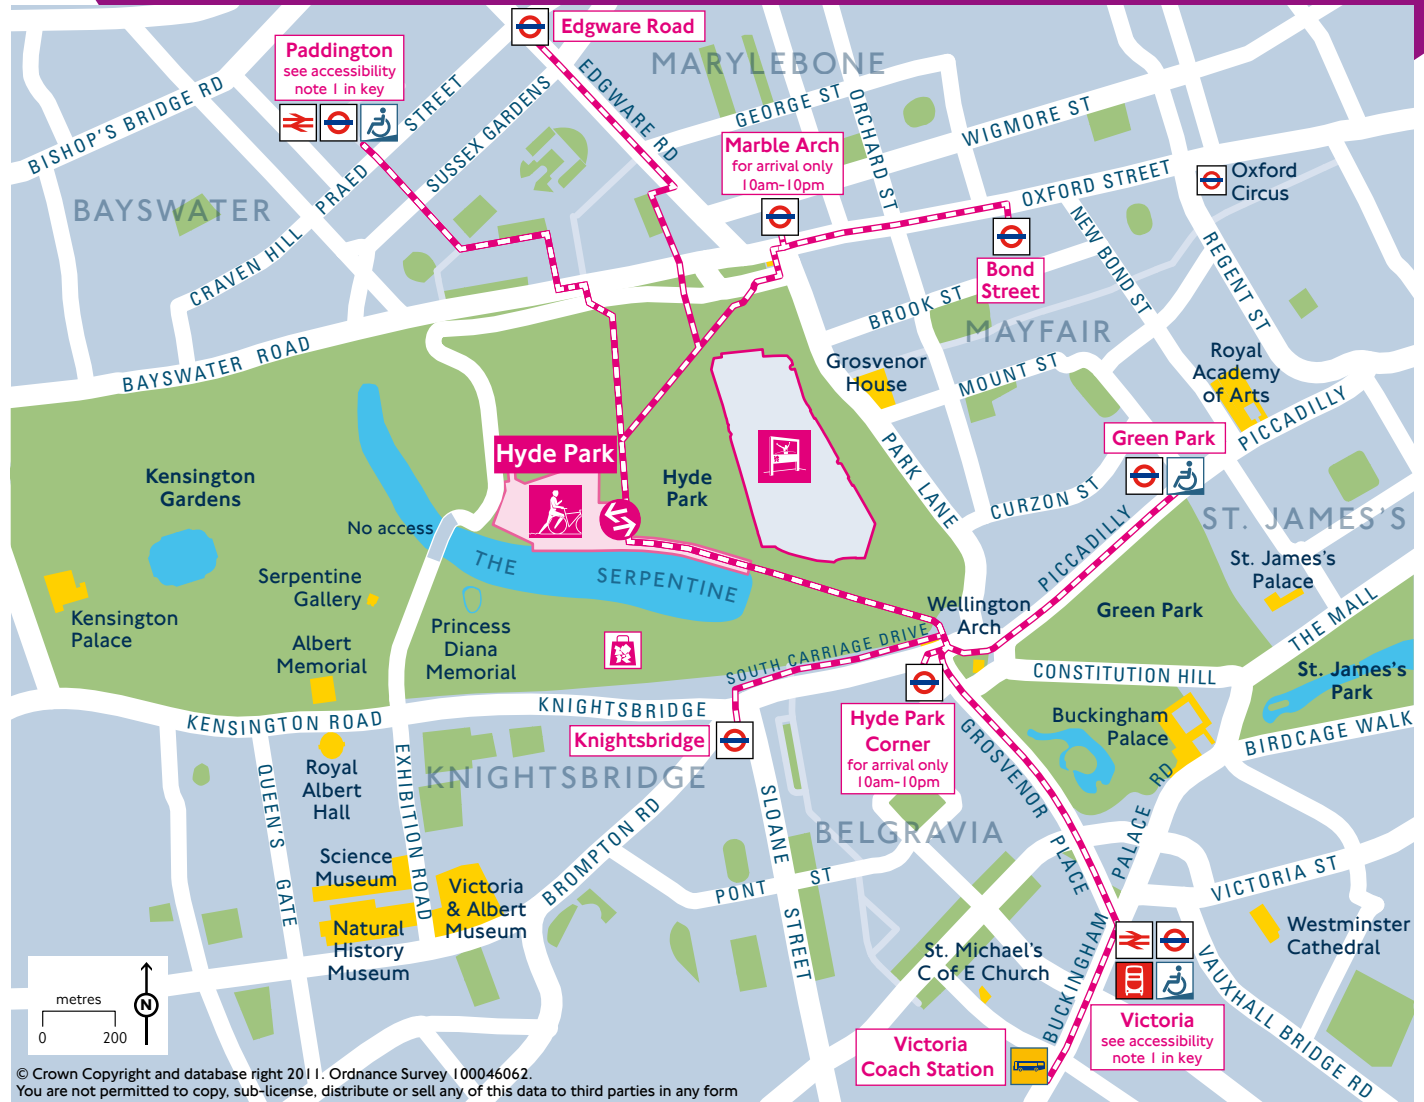 Edgware Road
Paddington
see accessibility
note 1 in key
MARYLEBONE
EDGWARE RD
GEORGE ST
ORCHARD ST
WIGMORE ST
BISHOP'S BRIDGE RD
PRAED STREET
SUSSEX GARDENS
Marble Arch
for arrival only
10am-10pm
OXFORD STREET
Oxford
Circus
BAYSWATER
CRAVEN HILL
Bond
Street
NEW BOND ST
REGENT ST
BROOK ST
MAYFAIR
BAYSWATER ROAD
Grosvenor
House
MOUNT ST
Royal
Academy
of Arts
PICCADILLY
Green Park
Hyde Park
Hyde
Park
PARK LANE
CURZON ST
Kensington
Gardens
No access
ST. JAMES'S
PICCADILLY
THE SERPENTINE
St. James's
Palace
Serpentine
Gallery
Kensington
Palace
Albert
Memorial
Princess
Diana
Memorial
Wellington
Arch
Green Park
THE MALL
SOUTH CARRIAGE DRIVE
CONSTITUTION HILL
St. James's
Park
KENSINGTON ROAD
KNIGHTSBRIDGE
Knightsbridge
Hyde Park
Corner
for arrival only
10am-10pm
Buckingham
Palace
BIRDCAGE WALK
GROSVENOR PLACE
Royal
Albert
Hall
KNIGHTSBRIDGE
QUEEN'S GATE
EXHIBITION ROAD
SLOANE STREET
BELGRAVIA
BROMPTON RD
PONT ST
Science
Museum
Victoria
& Albert
Museum
Natural
History
Museum
BUCKINGHAM PALACE RD
VICTORIA ST
Westminster
Cathedral
St. Michael's
C of E Church
VAUXHALL BRIDGE RD
Victoria
see accessibility
note 1 in key
Victoria
Coach Station
metres
0 200
N
© Crown Copyright and database right 2011. Ordnance Survey 100046062.
You are not permitted to copy, sub-license, distribute or sell any of this data to third parties in any form